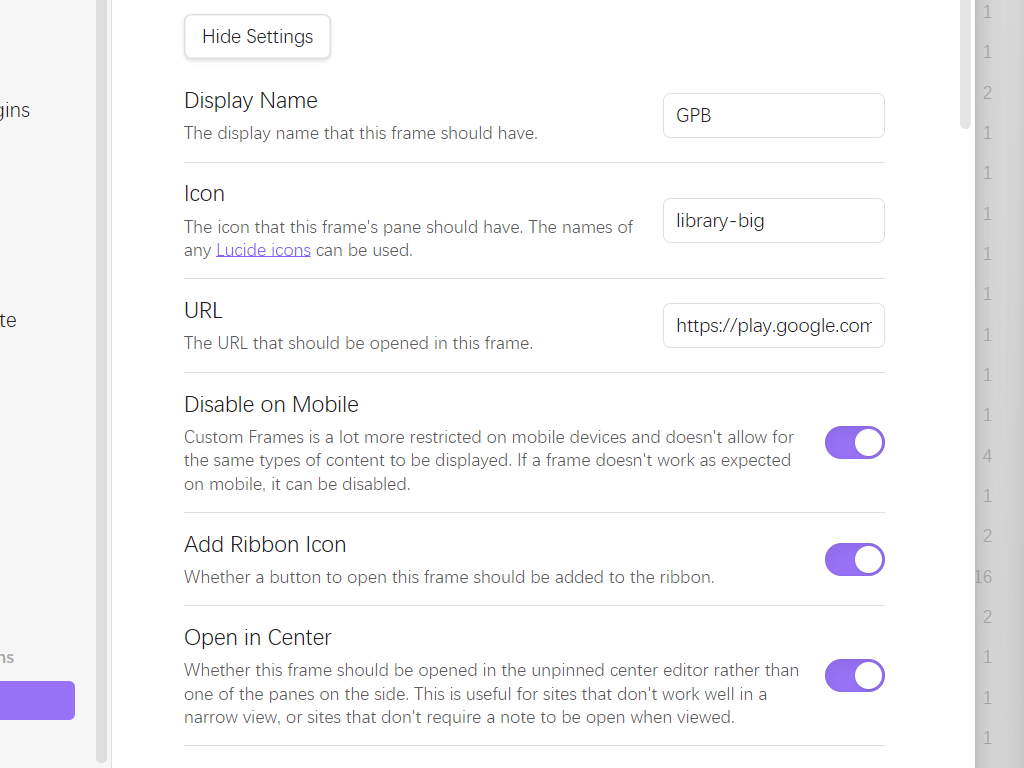 Hide Settings
Display Name
The display name that this frame should have.
GPB
Icon
The icon that this frame's pane should have. The names of
any Lucide icons can be used.
library-big
URL
The URL that should be opened in this frame.
https://play.google.com
Disable on Mobile
Custom Frames is a lot more restricted on mobile devices and doesn't allow for
the same types of content to be displayed. If a frame doesn't work as expected
on mobile, it can be disabled.
Add Ribbon Icon
Whether a button to open this frame should be added to the ribbon.
Open in Center
Whether this frame should be opened in the unpinned center editor rather than
one of the panes on the side. This is useful for sites that don't work well in a
narrow view, or sites that don't require a note to be open when viewed.
1
1
2
1
1
1
1
1
1
1
1
4
1
2
16
2
1
1
1